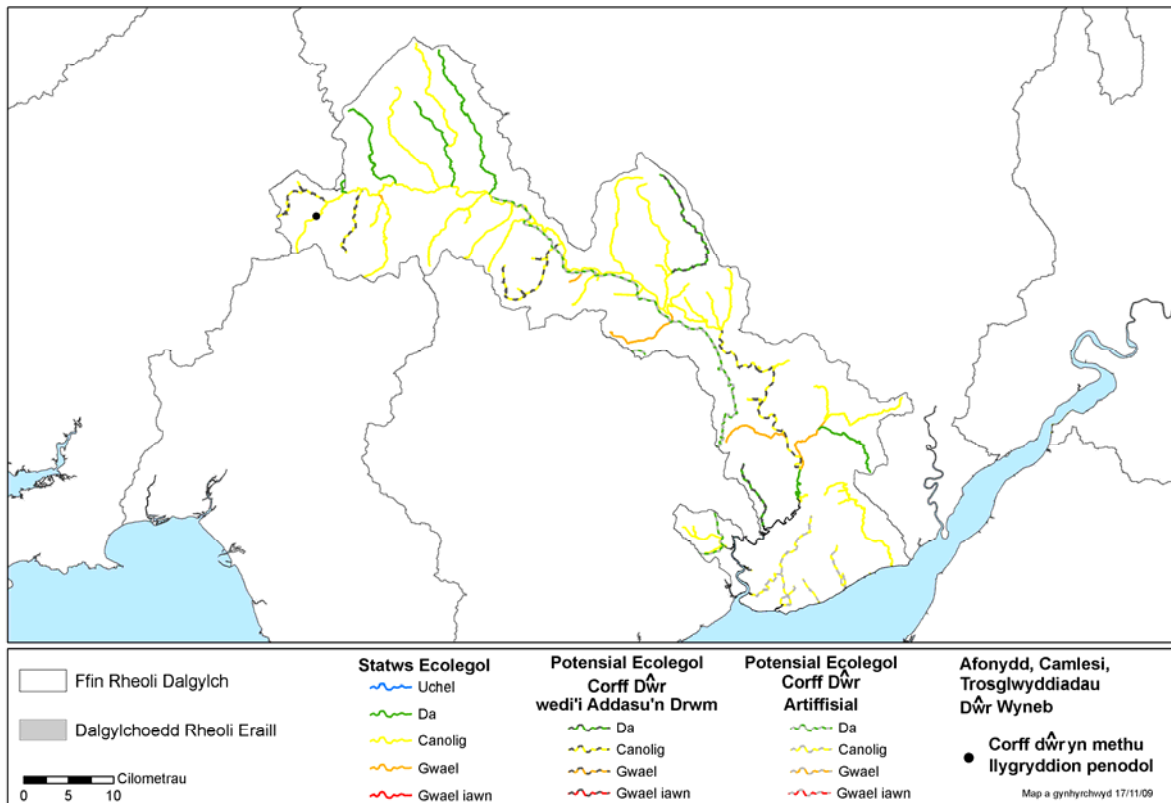 Ffin Rheoli Dalgylch
Dalgylchoedd Rheoli Eraill
Cilometrau
0 5 10
Statws Ecolegol
Uchel
Da
Canolig
Gwael
Gwael iawn
Potensial Ecolegol
Corff Dŵr
wedi'i Addasu'n Drwm
Da
Canolig
Gwael
Gwael iawn
Potensial Ecolegol
Corff Dŵr
Artiffisial
Da
Canolig
Gwael
Gwael iawn
Afonydd, Camlesi,
Trosglwyddiadau
Dŵr Wyneb
Corff dŵr yn methu
llygryddion penodol
Map a gynhyrchwyd 17/11/09